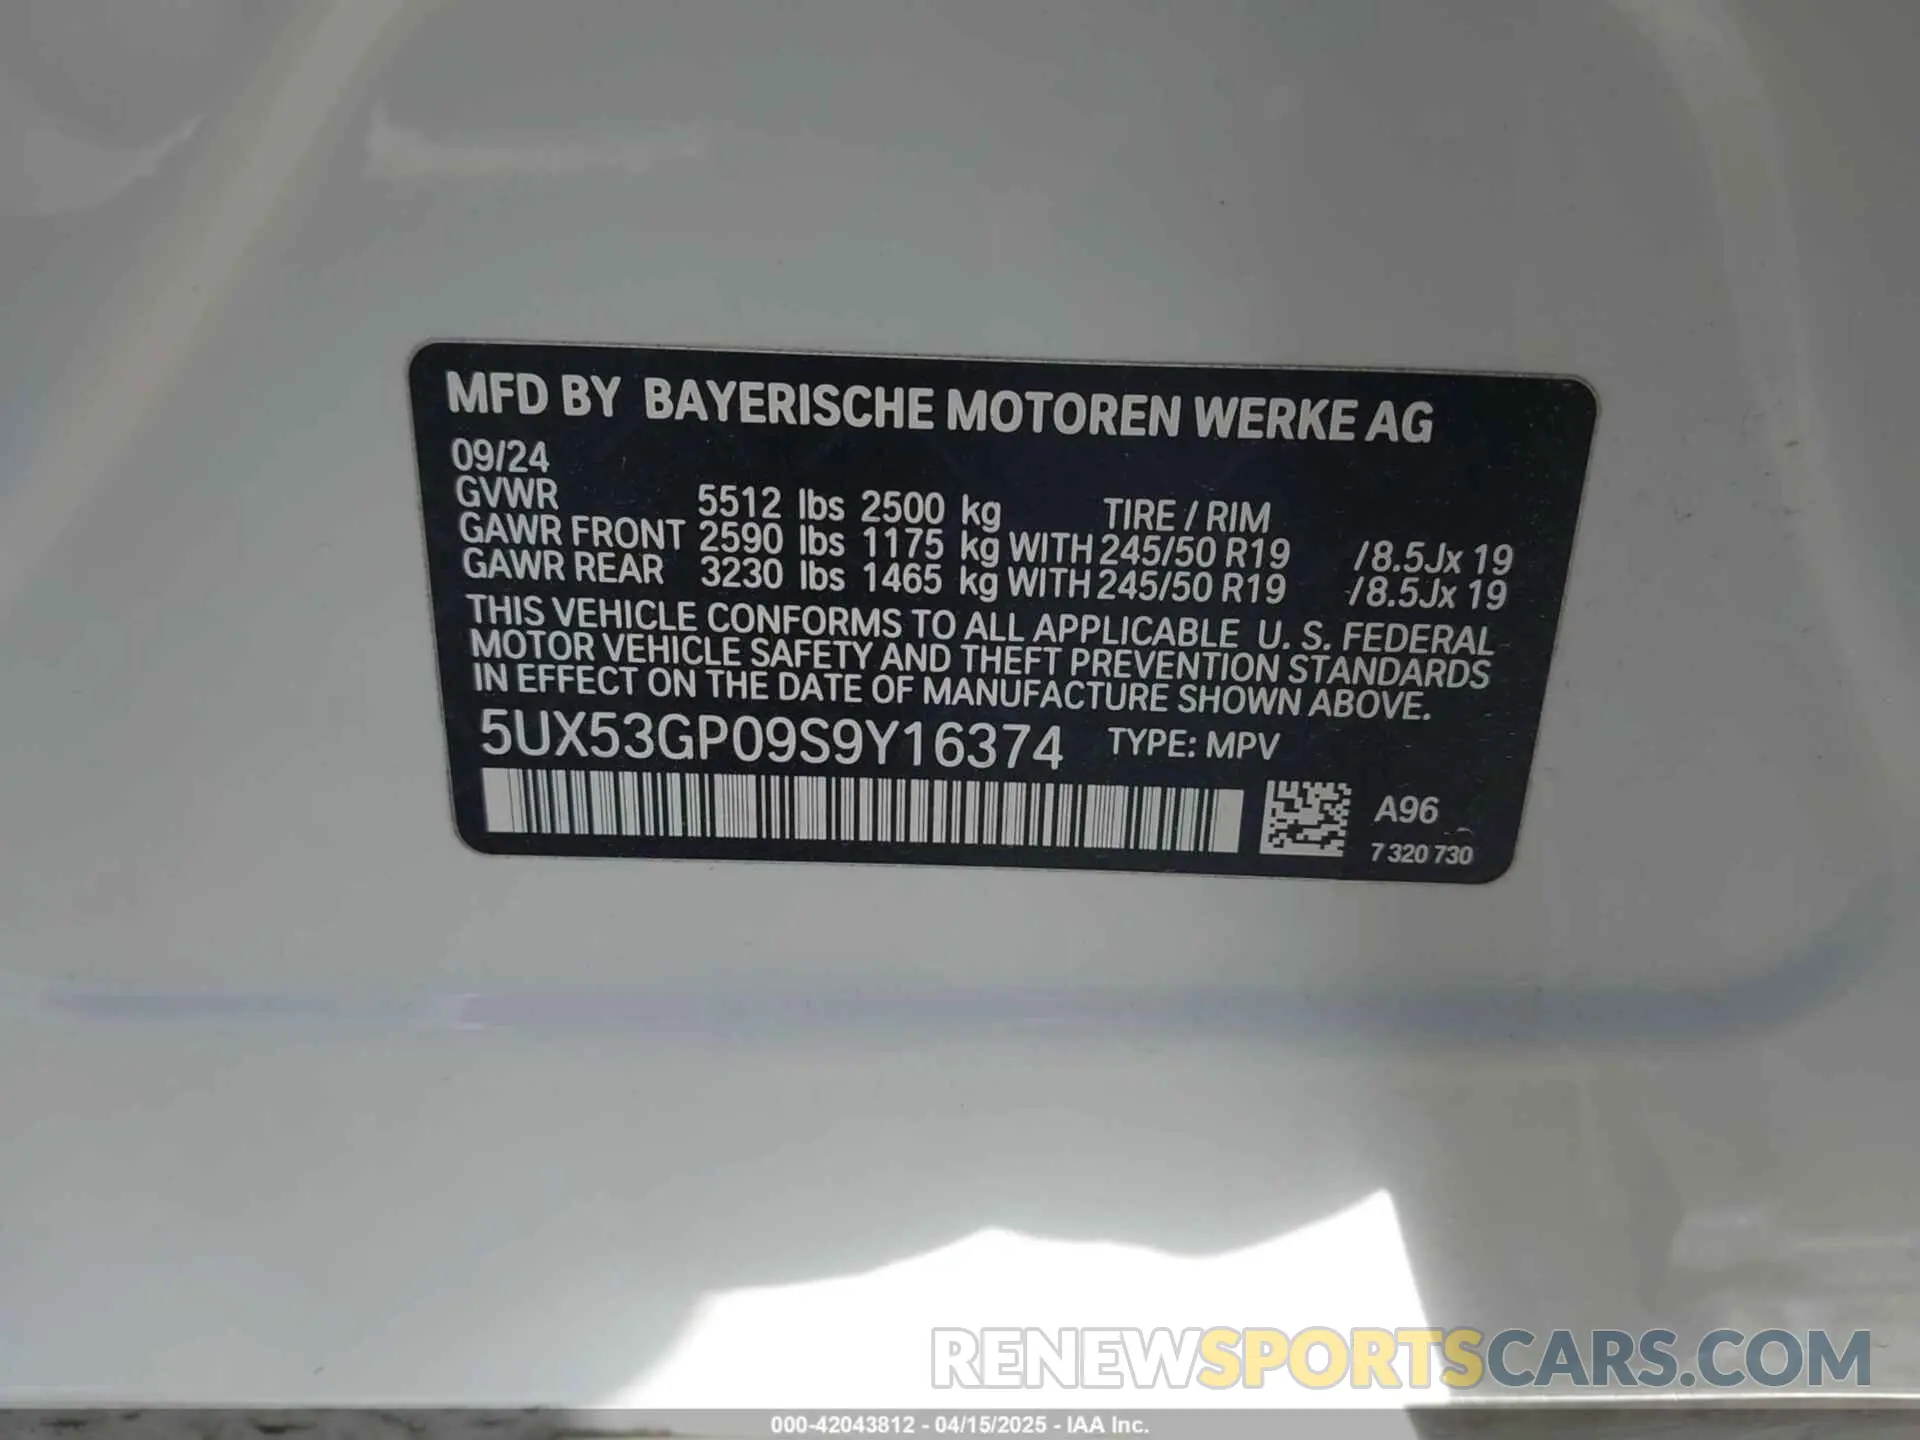 MFD BY BAYERISCHE MOTOREN WERKE AG
09/24
GVWR 5512 lbs 2500 kg TIRE / RIM
GAWR FRONT 2590 lbs 1175 kg WITH 245/50 R19 /8.5Jx 19
GAWR REAR 3230 lbs 1465 kg WITH 245/50 R19 /8.5Jx 19
THIS VEHICLE CONFORMS TO ALL APPLICABLE U. S. FEDERAL
MOTOR VEHICLE SAFETY AND THEFT PREVENTION STANDARDS
IN EFFECT ON THE DATE OF MANUFACTURE SHOWN ABOVE.
5UX53GP09S9Y16374 TYPE: MPV
A96
7 320 730
RENEWSPORTSCARS.COM
000-42043812 - 04/15/2025 - IAA Inc.